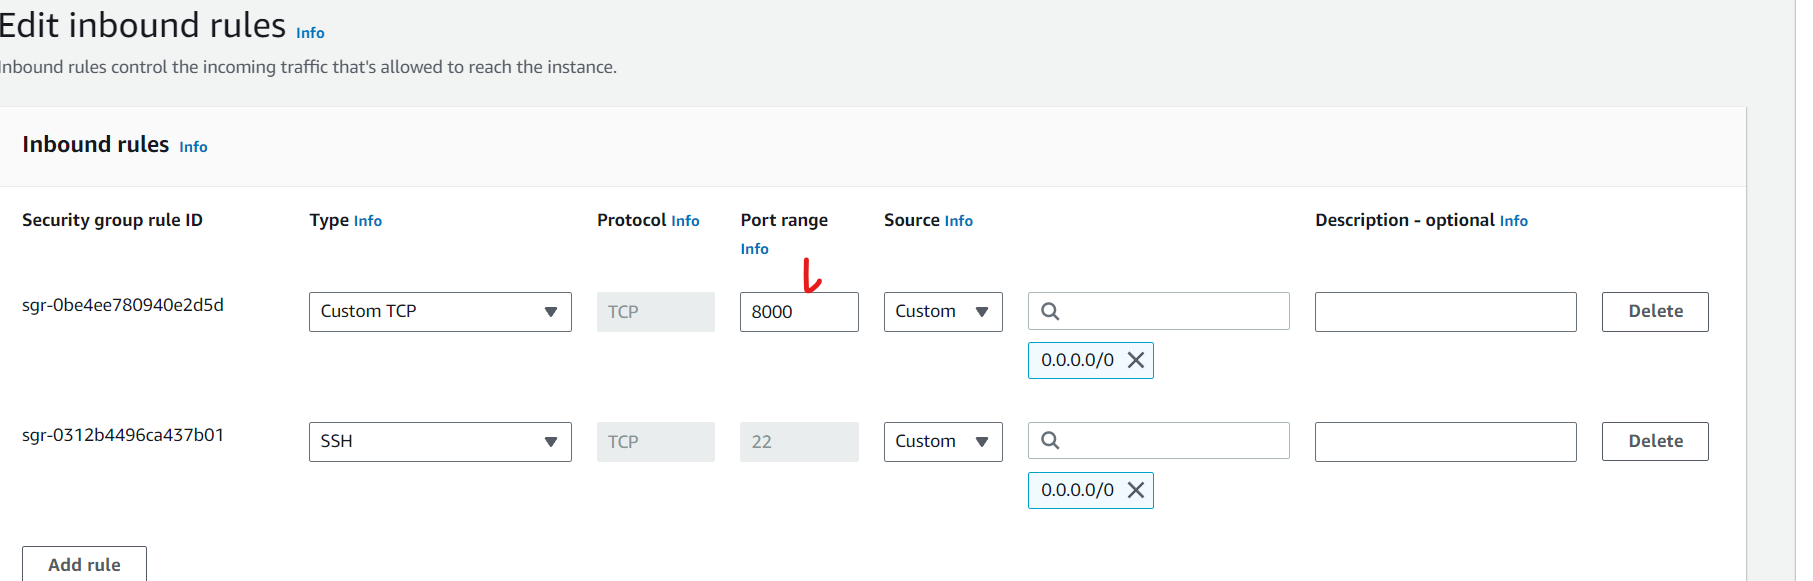 Edit inbound rules Info
Inbound rules control the incoming traffic that's allowed to reach the instance.
Inbound rules Info
Security group rule ID Type Info Protocol Info Port range Info Source Info Description - optional Info
sgr-0be4ee780940e2d5d Custom TCP TCP 8000 Custom Delete
0.0.0.0/0
sgr-0312b4496ca437b01 SSH TCP 22 Custom Delete
0.0.0.0/0
Add rule